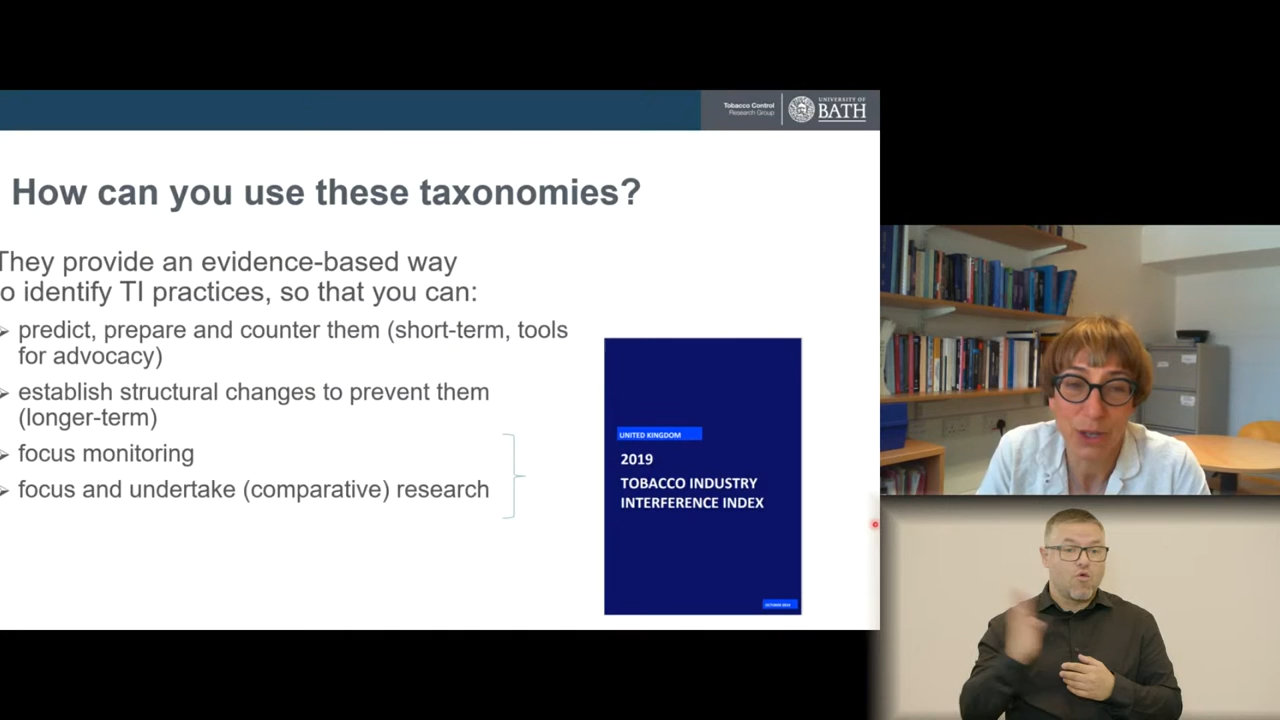 Tobacco Control
Research Group
UNIVERSITY OF
BATH
How can you use these taxonomies?
They provide an evidence-based way
o identify TI practices, so that you can:
predict, prepare and counter them (short-term, tools
for advocacy)
establish structural changes to prevent them
(longer-term)
focus monitoring
focus and undertake (comparative) research
UNITED KINGDOM
2019
TOBACCO INDUSTRY
INTERFERENCE INDEX